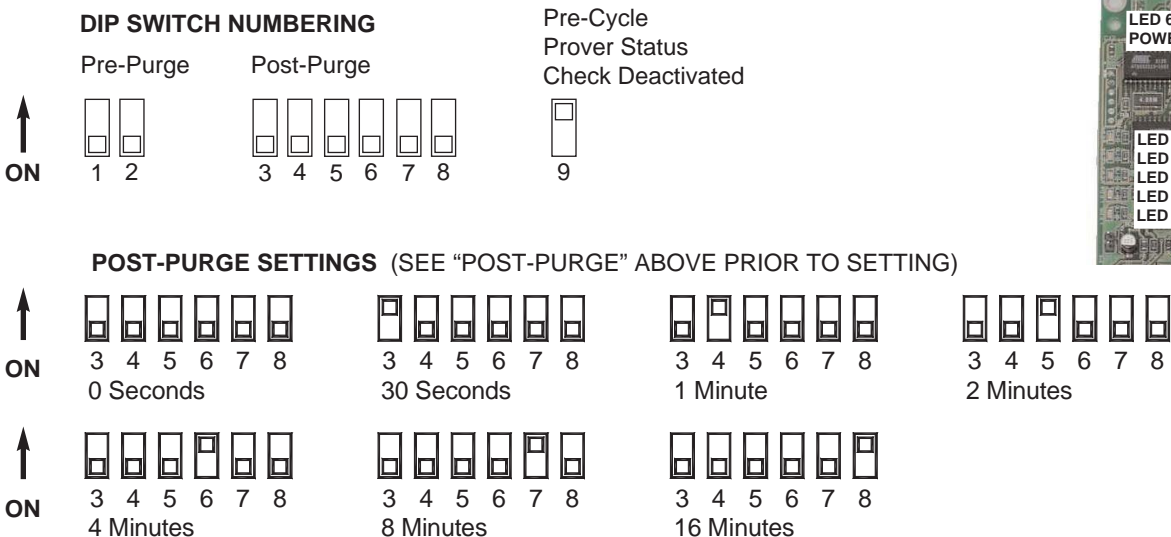 DIP SWITCH NUMBERING
Pre-Purge
Post-Purge
Pre-Cycle
Prover Status
Check Deactivated
ON
1 2
3 4 5 6 7 8
9
LED 6
POWE
LED
LED
LED
LED
LED
POST-PURGE SETTINGS (SEE “POST-PURGE” ABOVE PRIOR TO SETTING)
ON
3 4 5 6 7 8
0 Seconds
3 4 5 6 7 8
30 Seconds
3 4 5 6 7 8
1 Minute
3 4 5 6 7 8
2 Minutes
ON
3 4 5 6 7 8
4 Minutes
3 4 5 6 7 8
8 Minutes
3 4 5 6 7 8
16 Minutes